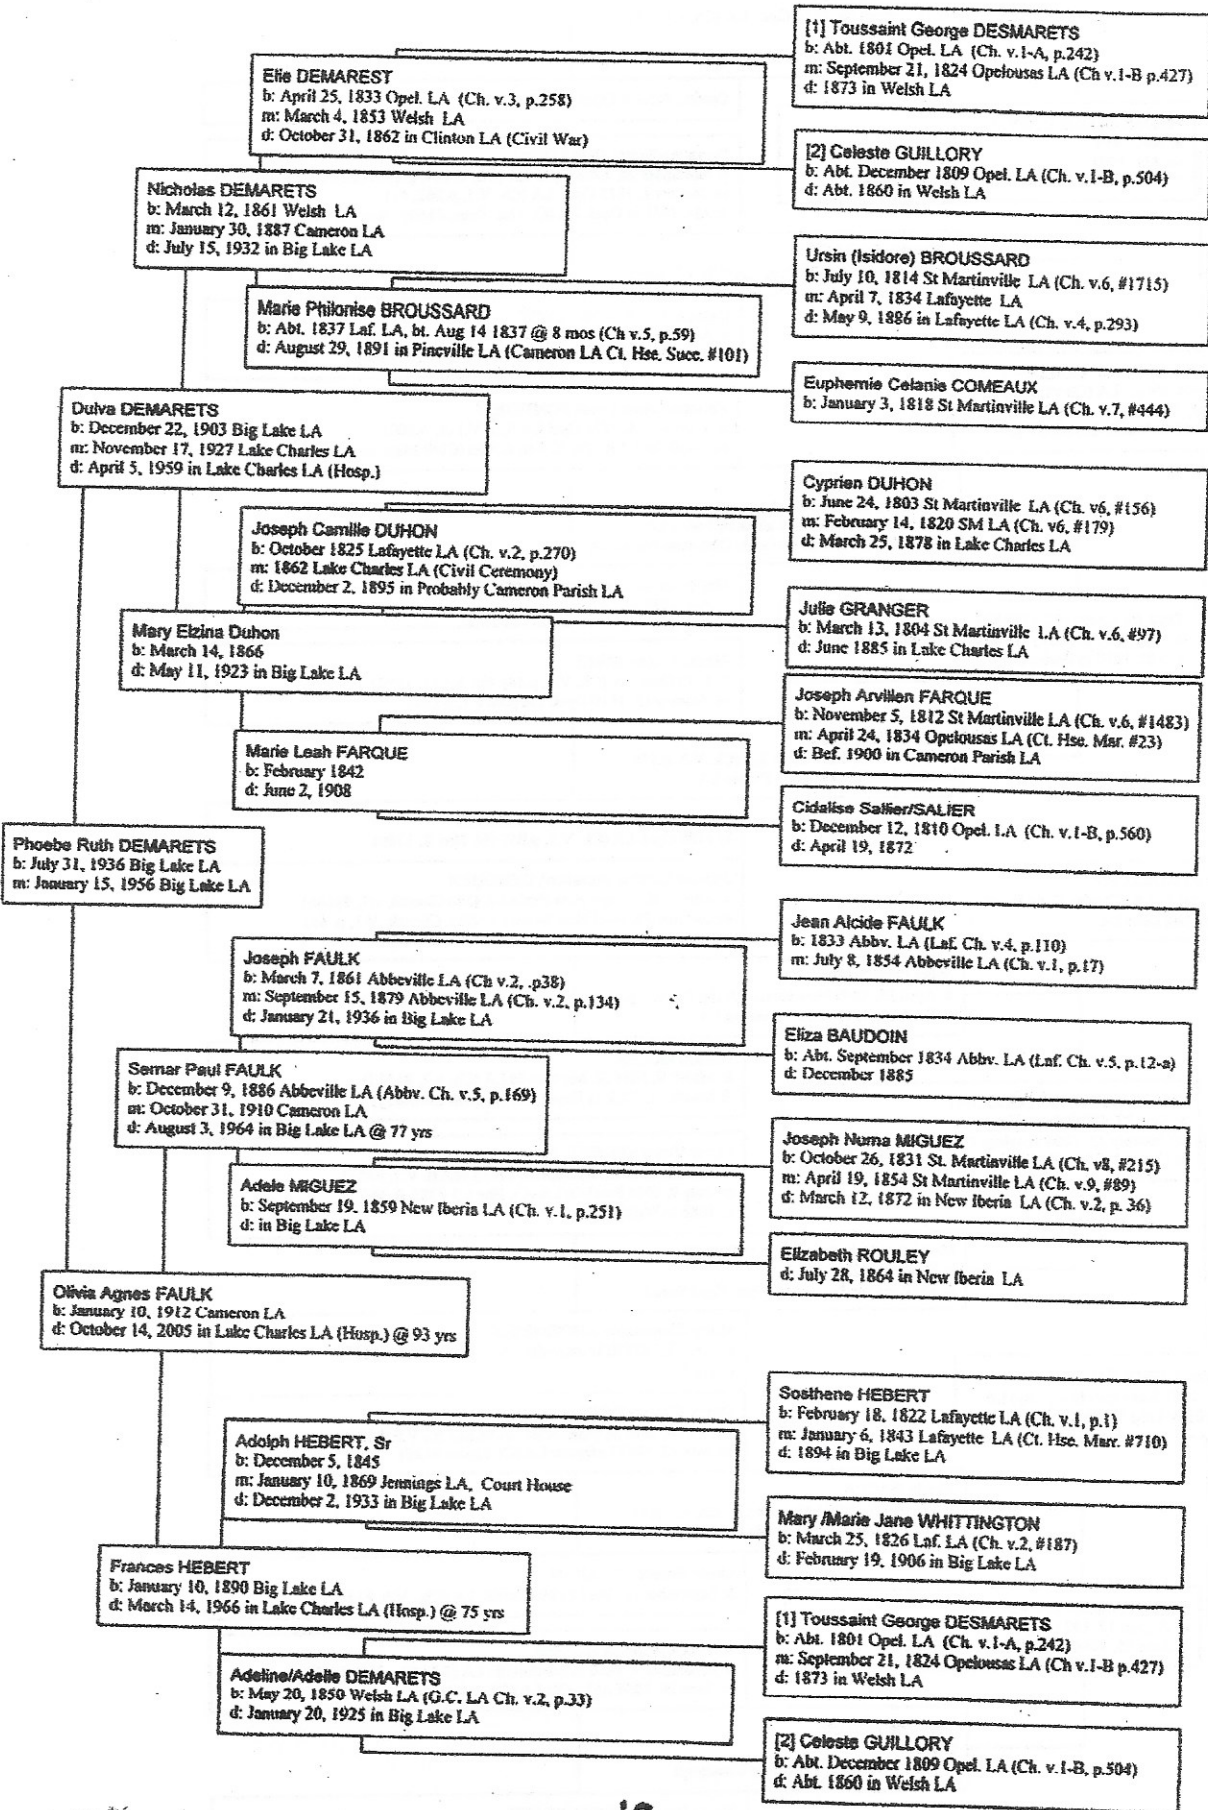 [1] Toussaint George DESMARETS
b: Abt. 1801 Opel. LA (Ch. v.1-A, p.242)
m: September 21, 1824 Opelousas LA (Ch v.1-B p.427)
d: 1873 in Welsh LA
Elie DEMAREST
b: April 25, 1833 Opel. LA (Ch. v.3, p.258)
m: March 4, 1853 Welsh LA
d: October 31, 1862 in Clinton LA (Civil War)
[2] Celeste GUILLORY
b: Abt. December 1809 Opel. LA (Ch. v.1-B, p.504)
d: Abt. 1860 in Welsh LA
Nicholas DEMARETS
b: March 12, 1861 Welsh LA
m: January 30, 1887 Cameron LA
d: July 15, 1932 in Big Lake LA
Ursin (Isidore) BROUSSARD
b: July 10, 1814 St Martinville LA (Ch. v.6, #1715)
m: April 7, 1834 Lafayette LA
d: May 9, 1886 in Lafayette LA (Ch. v.4, p.293)
Marie Philonise BROUSSARD
b: Abt. 1837 Laf. LA, bt. Aug 14 1837 @ 8 mos (Ch v.5, p.59)
d: August 29, 1891 in Pineville LA (Cameron LA Ct. Hse. Succ. #101)
Euphemie Celanie COMEAUX
b: January 3, 1818 St Martinville LA (Ch. v.7, #444)
Dulva DEMARETS
b: December 22, 1903 Big Lake LA
m: November 17, 1927 Lake Charles LA
d: April 5, 1959 in Lake Charles LA (Hosp.)
Cyprien DUHON
b: June 24, 1803 St Martinville LA (Ch. v6, #156)
m: February 14, 1820 SM LA (Ch. v6, #179)
d: March 25, 1878 in Lake Charles LA
Joseph Camille DUHON
b: October 1825 Lafayette LA (Ch. v.2, p.270)
m: 1862 Lake Charles LA (Civil Ceremony)
d: December 2, 1895 in Probably Cameron Parish LA
Julie GRANGER
b: March 13, 1804 St Martinville LA (Ch. v.6, #97)
d: June 1885 in Lake Charles LA
Mary Elzina Duhon
b: March 14, 1866
d: May 11, 1923 in Big Lake LA
Joseph Arvilien FARQUE
b: November 5, 1812 St Martinville LA (Ch. v.6, #1483)
m: April 24, 1834 Opelousas LA (Ct. Hse. Mar. #23)
d: Bef. 1900 in Cameron Parish LA
Marie Leah FARQUE
b: February 1842
d: June 2, 1908
Cidalise Sallier/SALIER
b: December 12, 1810 Opel. LA (Ch. v.1-B, p.560)
d: April 19, 1872
Phoebe Ruth DEMARETS
b: July 31, 1936 Big Lake LA
m: January 15, 1956 Big Lake LA
Jean Alcide FAULK
b: 1833 Abbv. LA (Laf. Ch. v.4, p.110)
m: July 8, 1854 Abbeville LA (Ch. v.1, p.17)
Joseph FAULK
b: March 7, 1861 Abbeville LA (Ch v.2, .p38)
m: September 15, 1879 Abbeville LA (Ch. v.2, p.134)
d: January 21, 1936 in Big Lake LA
Eliza BAUDOIN
b: Abt. September 1834 Abbv. LA (Laf. Ch. v.5, p.12-a)
d: December 1885
Semar Paul FAULK
b: December 9, 1886 Abbeville LA (Abbv. Ch. v.5, p.169)
m: October 31, 1910 Cameron LA
d: August 3, 1964 in Big Lake LA @ 77 yrs
Joseph Numa MIGUEZ
b: October 26, 1831 St. Martinville LA (Ch. v8, #215)
m: April 19, 1854 St Martinville LA (Ch. v.9, #89)
d: March 12, 1872 in New Iberia LA (Ch. v.2, p. 36)
Adele MIGUEZ
b: September 19. 1859 New Iberia LA (Ch. v.1, p.251)
d: in Big Lake LA
Elizabeth ROULEY
d: July 28, 1864 in New Iberia LA
Olivia Agnes FAULK
b: January 10, 1912 Cameron LA
d: October 14, 2005 in Lake Charles LA (Hosp.) @ 93 yrs
Sosthene HEBERT
b: February 18, 1822 Lafayette LA (Ch. v.1, p.1)
m: January 6, 1843 Lafayette LA (Ct. Hse. Marr. #710)
d: 1894 in Big Lake LA
Adolph HEBERT, Sr
b: December 5, 1845
m: January 10, 1869 Jennings LA, Court House
d: December 2, 1933 in Big Lake LA
Mary /Marie Jane WHITTINGTON
b: March 25, 1826 Laf. LA (Ch. v.2, #187)
d: February 19, 1906 in Big Lake LA
Frances HEBERT
b: January 10, 1890 Big Lake LA
d: March 14, 1966 in Lake Charles LA (Hosp.) @ 75 yrs
[1] Toussaint George DESMARETS
b: Abt. 1801 Opel. LA (Ch. v.1-A, p.242)
m: September 21, 1824 Opelousas LA (Ch v.1-B p.427)
d: 1873 in Welsh LA
Adeline/Adelle DEMARETS
b: May 20, 1850 Welsh LA (G.C. LA Ch. v.2, p.33)
d: January 20, 1925 in Big Lake LA
[2] Celeste GUILLORY
b: Abt. December 1809 Opel. LA (Ch. v.1-B, p.504)
d: Abt. 1860 in Welsh LA